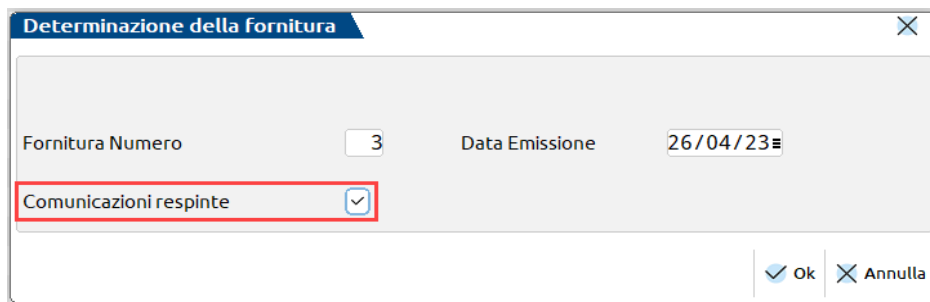 Determinazione della fornitura
Fornitura Numero 3 Data Emissione 26/04/23
Comunicazioni respinte
Ok Annulla